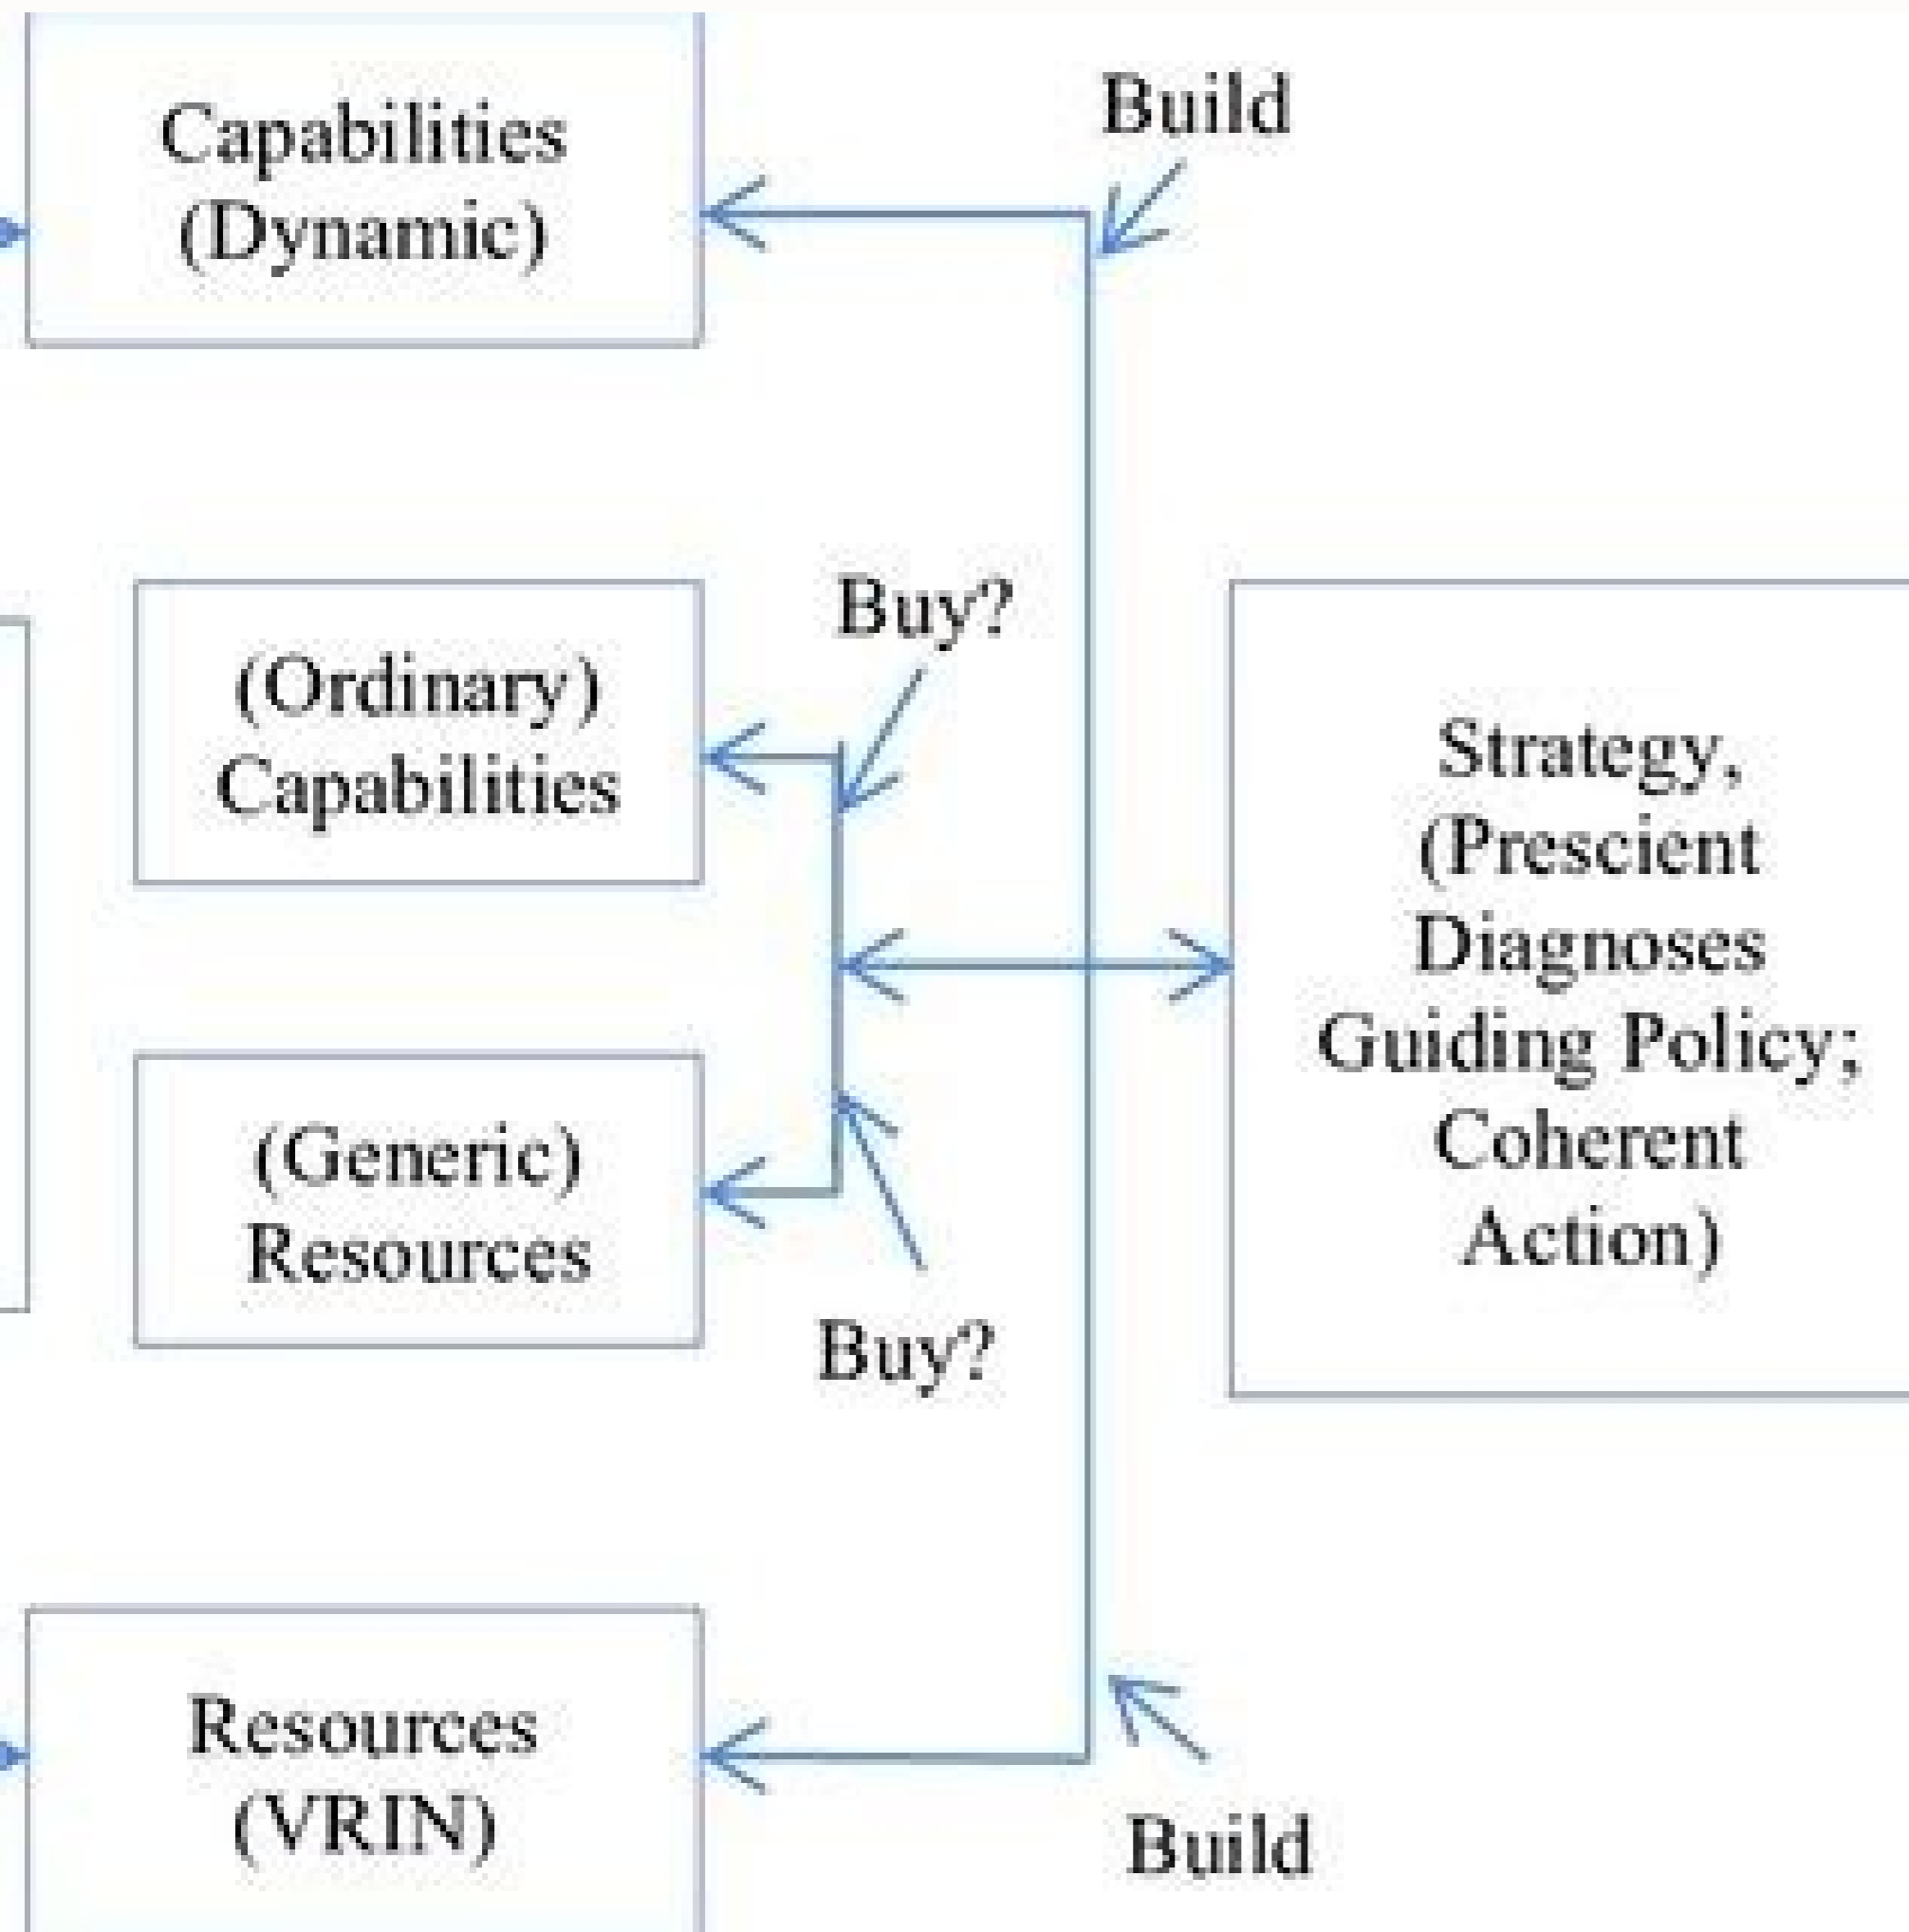 Capabilities
(Dynamic)
Build
Buy?
(Ordinary)
Capabilities
Strategy,
(Prescient
Diagnoses
Guiding Policy;
Coherent
Action)
(Generic)
Resources
Buy?
Resources
(VRIN)
Build